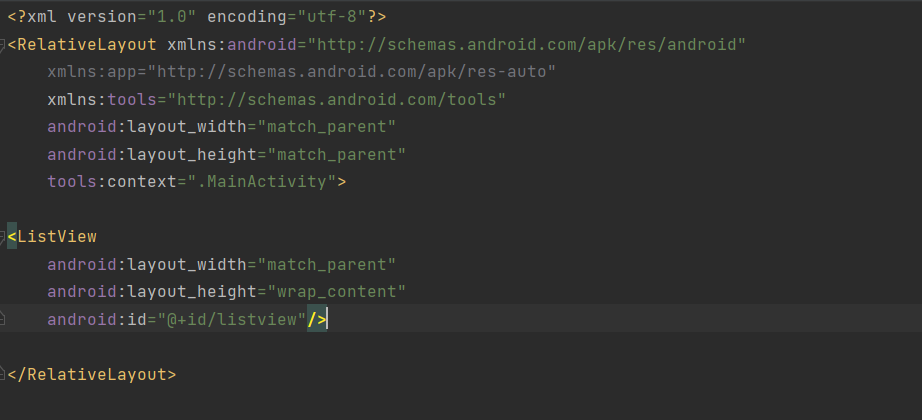 <?xml version="1.0" encoding="utf-8"?>
<RelativeLayout xmlns:android="http://schemas.android.com/apk/res/android"
    xmlns:app="http://schemas.android.com/apk/res-auto"
    xmlns:tools="http://schemas.android.com/tools"
    android:layout_width="match_parent"
    android:layout_height="match_parent"
    tools:context=".MainActivity">
<ListView
    android:layout_width="match_parent"
    android:layout_height="wrap_content"
    android:id="@+id/listview"/>
</RelativeLayout>